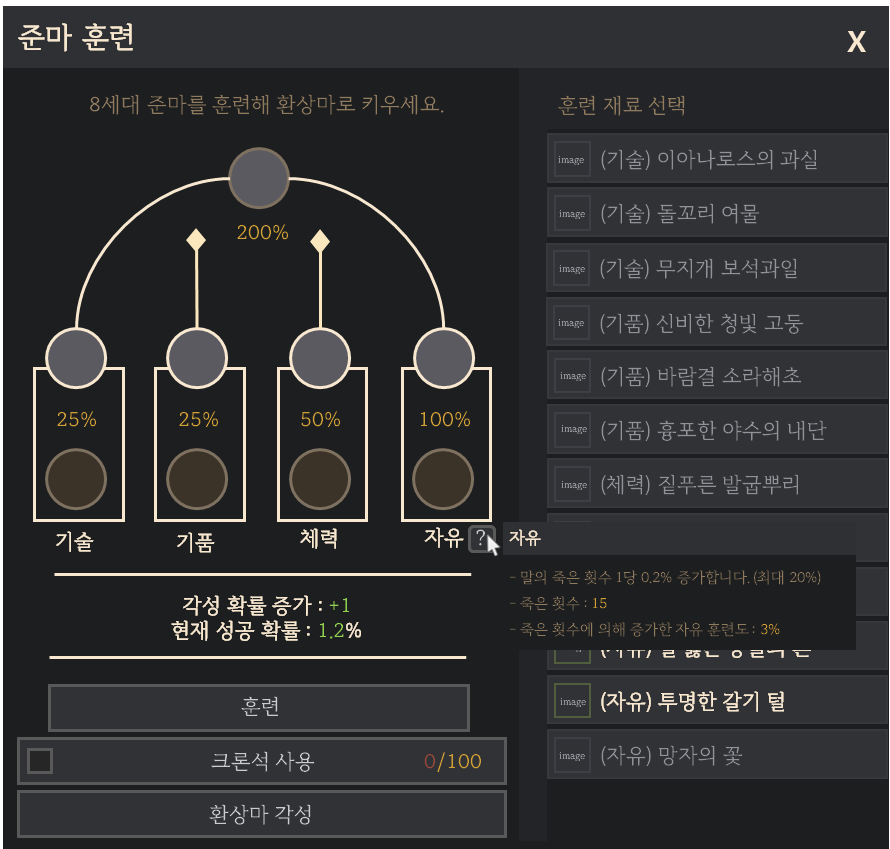 준마 훈련
X
8세대 준마를 훈련해 환상마로 키우세요.
200%
25%
25%
50%
100%
기술
기품
체력
자유
?
각성 확률 증가 : +1
현재 성공 확률 : 1.2%
훈련
크론석 사용
0/100
환상마 각성
훈련 재료 선택
image
(기술) 이아나로스의 과실
image
(기술) 돌꼬리 여물
image
(기술) 무지개 보석과일
image
(기품) 신비한 청빛 고둥
image
(기품) 바람결 소라해초
image
(기품) 흉포한 야수의 내단
image
(체력) 짙푸른 발굽뿌리
자유
- 말의 죽은 횟수 1당 0.2% 증가합니다. (최대 20%)
- 죽은 횟수 : 15
- 죽은 횟수에 의해 증가한 자유 훈련도 : 3%
image
(자유) 투명한 갈기 털
image
(자유) 망자의 꽃